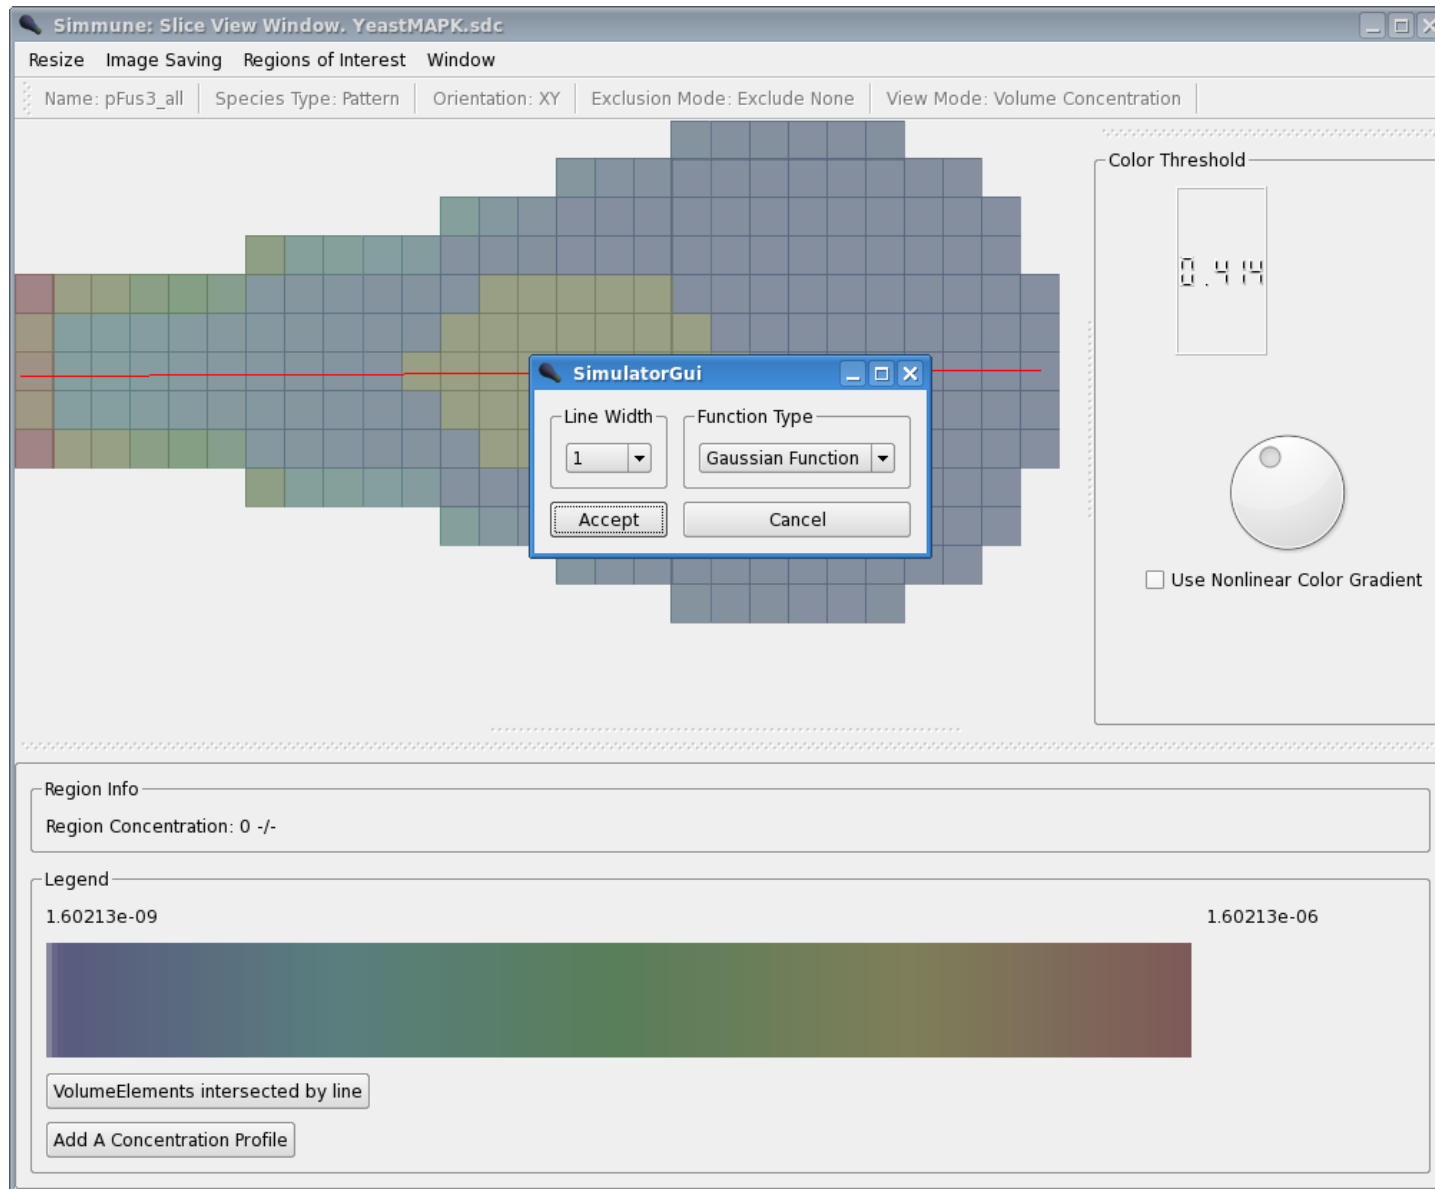 Simmune: Slice View Window. YeastMAPK.sdc
Resize Image Saving Regions of Interest Window
Name: pFus3_all Species Type: Pattern Orientation: XY Exclusion Mode: Exclude None View Mode: Volume Concentration
Color Threshold
0.414
SimulatorGui
Line Width Function Type
1 Gaussian Function
Accept Cancel
Use Nonlinear Color Gradient
Region Info
Region Concentration: 0 -/-
Legend
1.60213e-09 1.60213e-06
VolumeElements intersected by line
Add A Concentration Profile